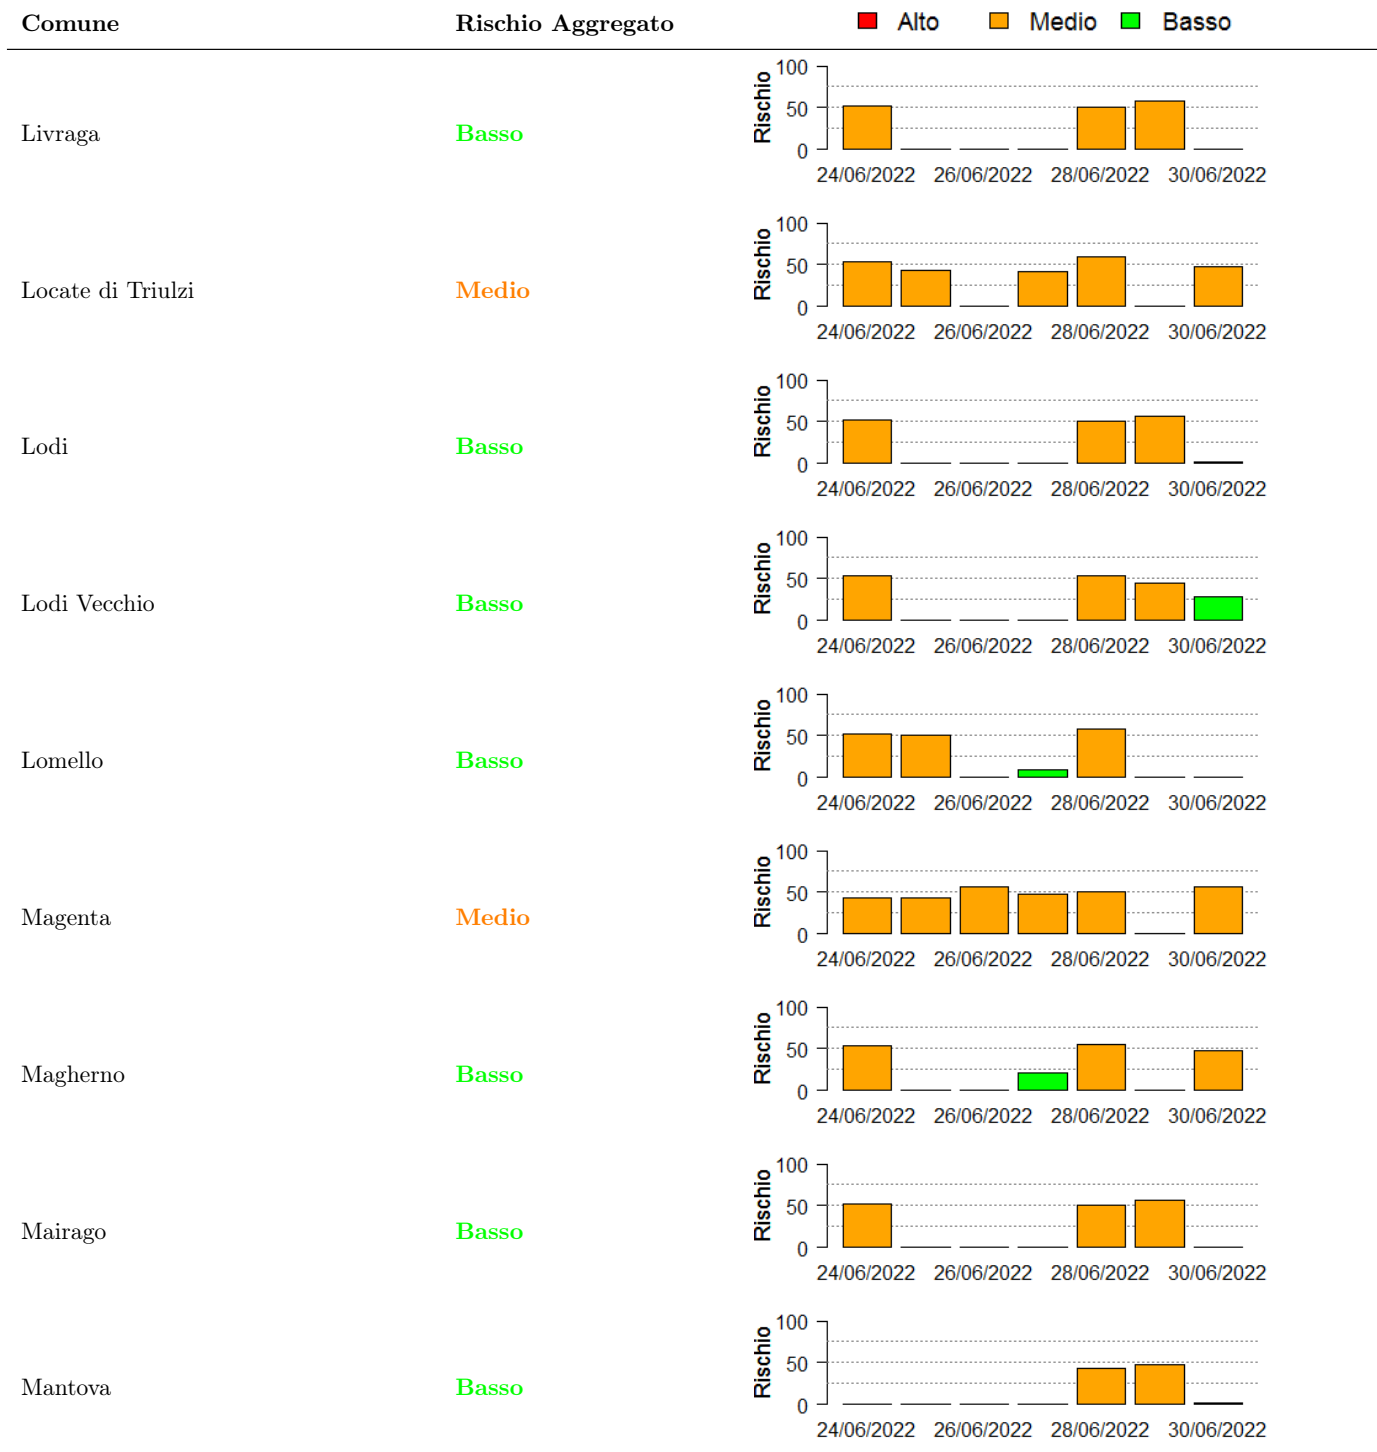 Comune Rischio Aggregato Alto Medio Basso
Livraga Basso
Rischio
100
50
0
24/06/2022 26/06/2022 28/06/2022 30/06/2022
Locate di Triulzi Medio
Rischio
100
50
0
24/06/2022 26/06/2022 28/06/2022 30/06/2022
Lodi Basso
Rischio
100
50
0
24/06/2022 26/06/2022 28/06/2022 30/06/2022
Lodi Vecchio Basso
Rischio
100
50
0
24/06/2022 26/06/2022 28/06/2022 30/06/2022
Lomello Basso
Rischio
100
50
0
24/06/2022 26/06/2022 28/06/2022 30/06/2022
Magenta Medio
Rischio
100
50
0
24/06/2022 26/06/2022 28/06/2022 30/06/2022
Magherno Basso
Rischio
100
50
0
24/06/2022 26/06/2022 28/06/2022 30/06/2022
Mairago Basso
Rischio
100
50
0
24/06/2022 26/06/2022 28/06/2022 30/06/2022
Mantova Basso
Rischio
100
50
0
24/06/2022 26/06/2022 28/06/2022 30/06/2022